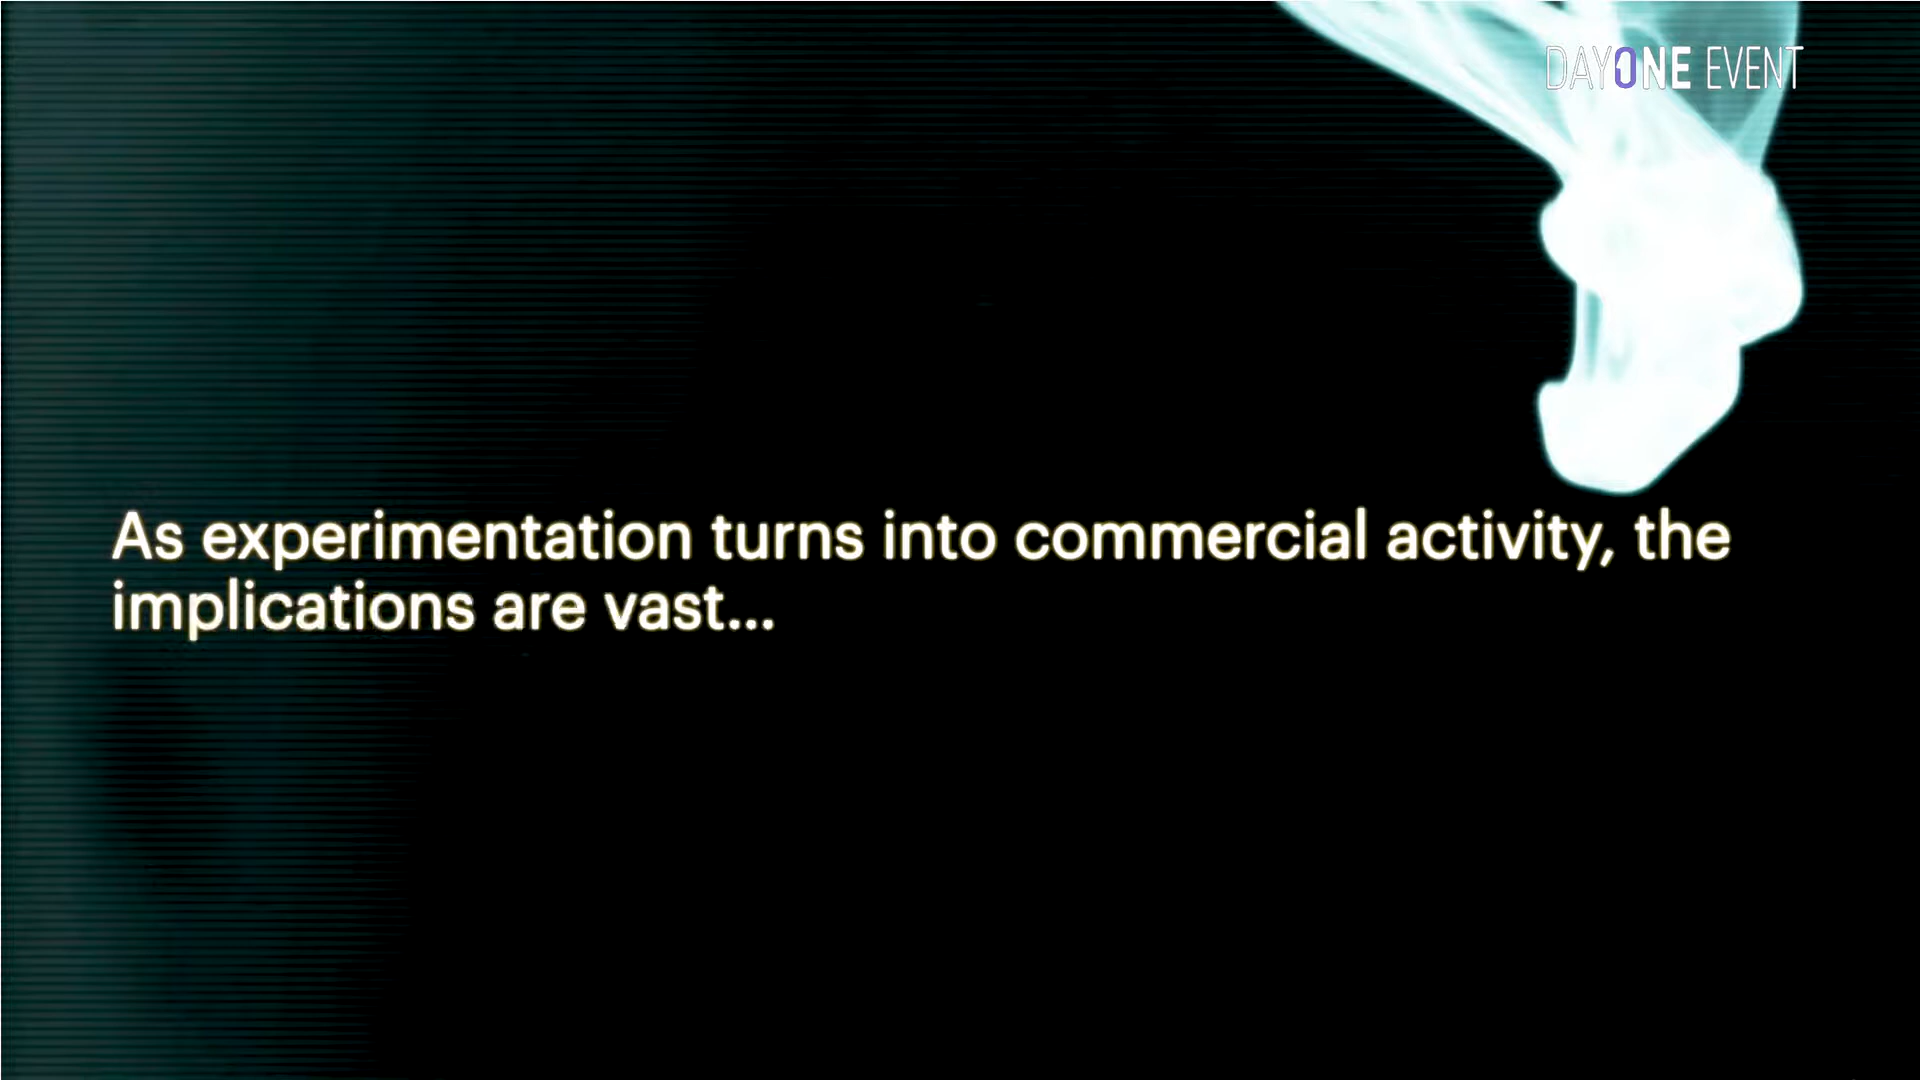 DAYONE EVENT
As experimentation turns into commercial activity, the
implications are vast...